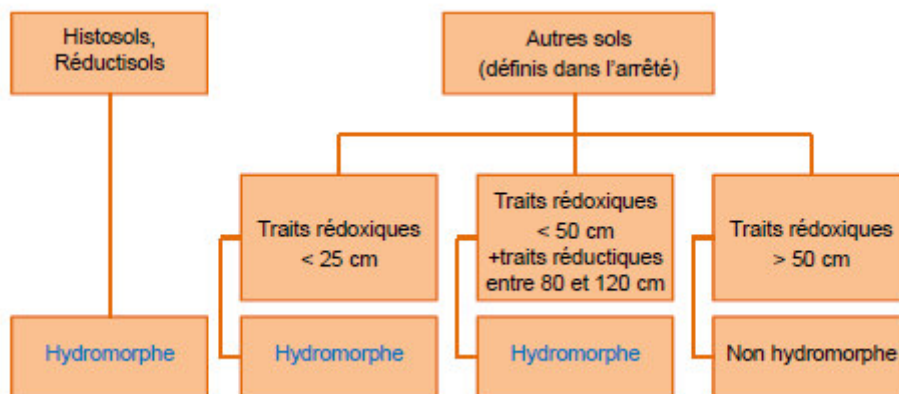 Histosols,
Réductisols
Autres sols
(définis dans l'arrêté)
Traits rédoxiques
< 25 cm
Traits rédoxiques
< 50 cm
+traits réductiques
entre 80 et 120 cm
Traits rédoxiques
> 50 cm
Hydromorphe
Hydromorphe
Hydromorphe
Non hydromorphe